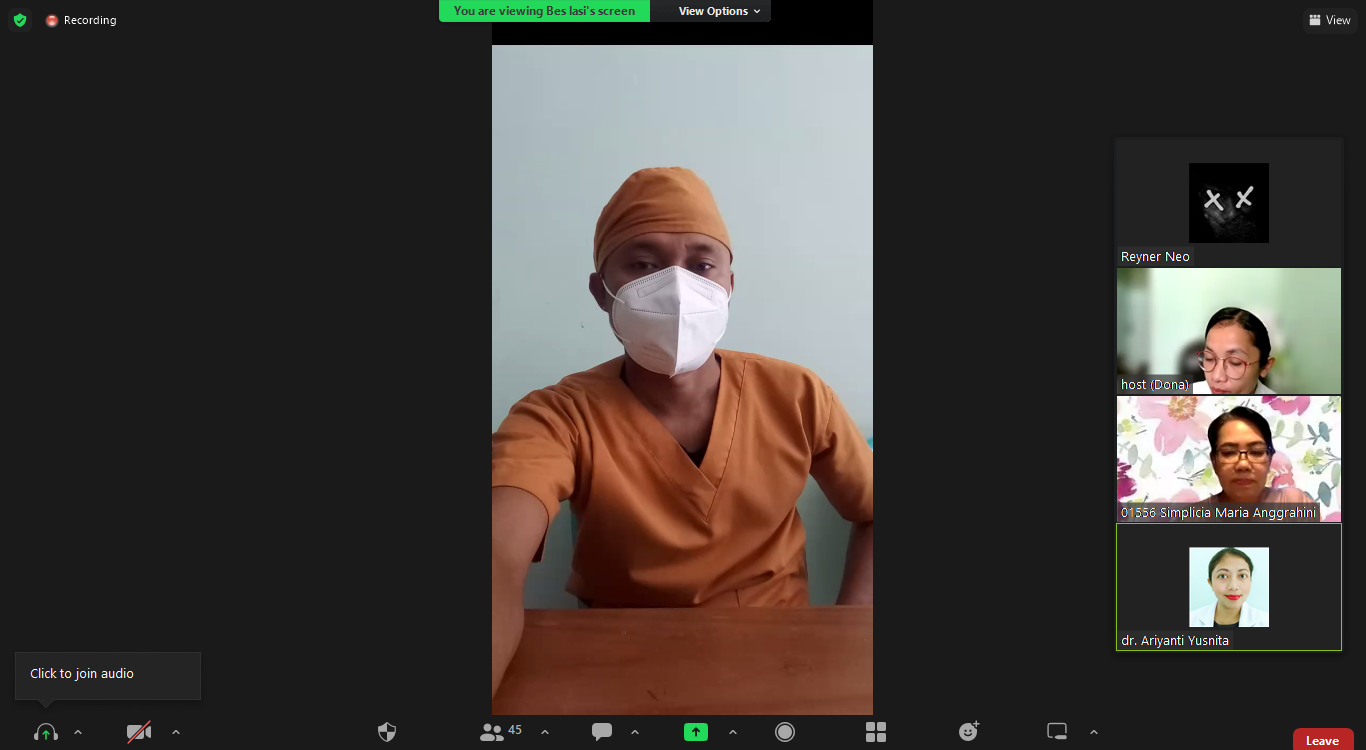 Recording
You are viewing Bes lasi's screen
View Options
View
Reyner Neo
host (Dona)
01556 Simplicia Maria Anggrahini
dr. Ariyanti Yusnita
Click to join audio
45
Leave